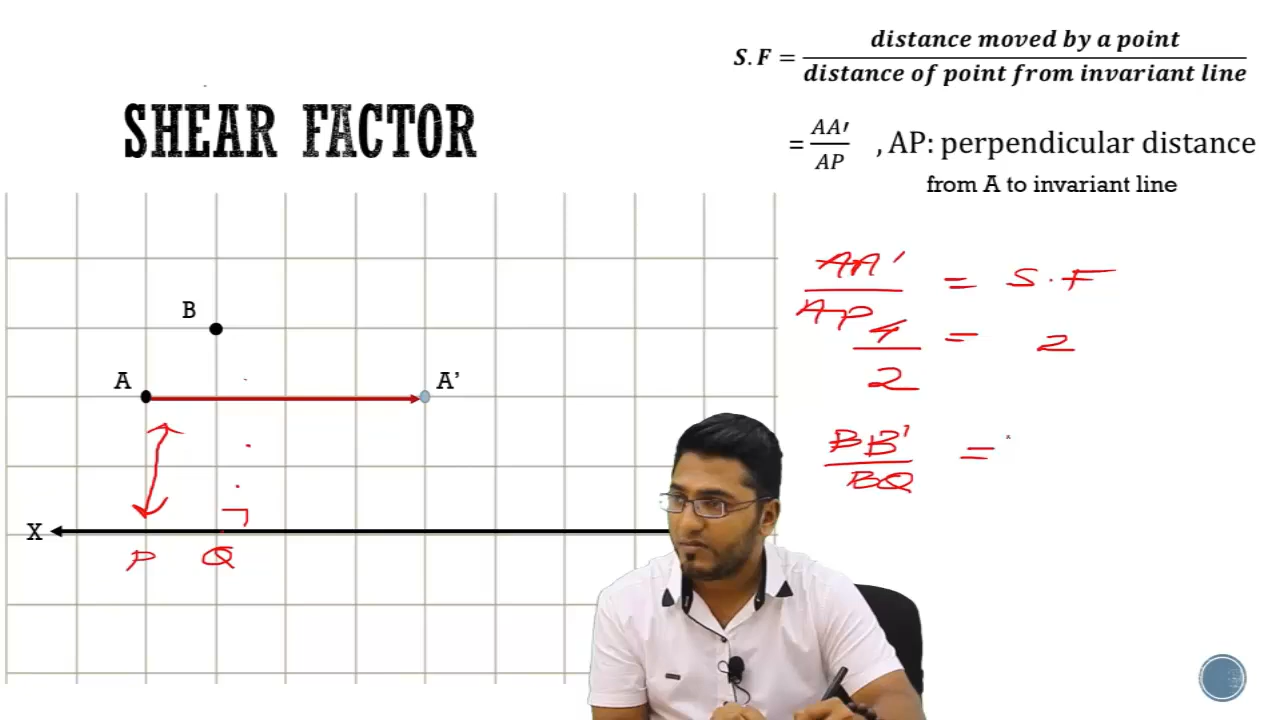 S.F = distance moved by a point / distance of point from invariant line
SHEAR FACTOR
= AA′ / AP , AP: perpendicular distance
from A to invariant line
AA' / AP = S.F
4 / 2 = 2
BB' / BQ =
B
A
A’
X
P Q